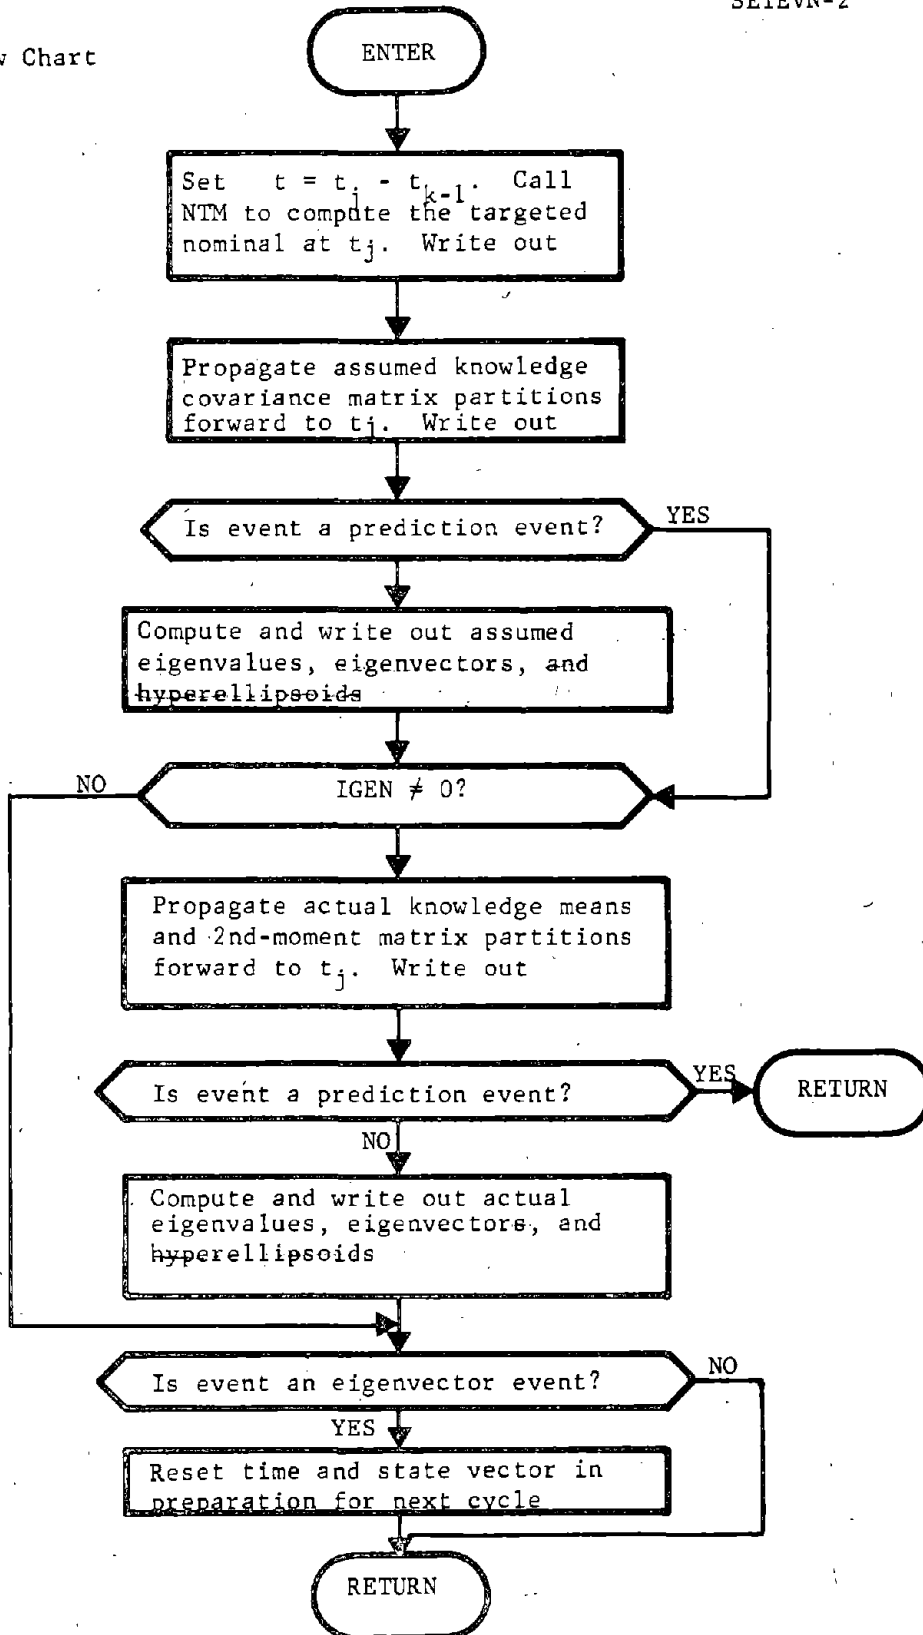 SETEVN-2
Chart
ENTER
Set t = tj - tk-1. Call
NTM to compute the targeted
nominal at tj. Write out
Propagate assumed knowledge
covariance matrix partitions
forward to tj. Write out
Is event a prediction event?
YES
Compute and write out assumed
eigenvalues, eigenvectors, and
hyperellipsoids
NO
IGEN ≠ 0?
Propagate actual knowledge means
and 2nd-moment matrix partitions
forward to tj. Write out
Is event a prediction event?
YES
RETURN
NO
Compute and write out actual
eigenvalues, eigenvectors, and
hyperellipsoids
Is event an eigenvector event?
NO
YES
Reset time and state vector in
preparation for next cycle
RETURN